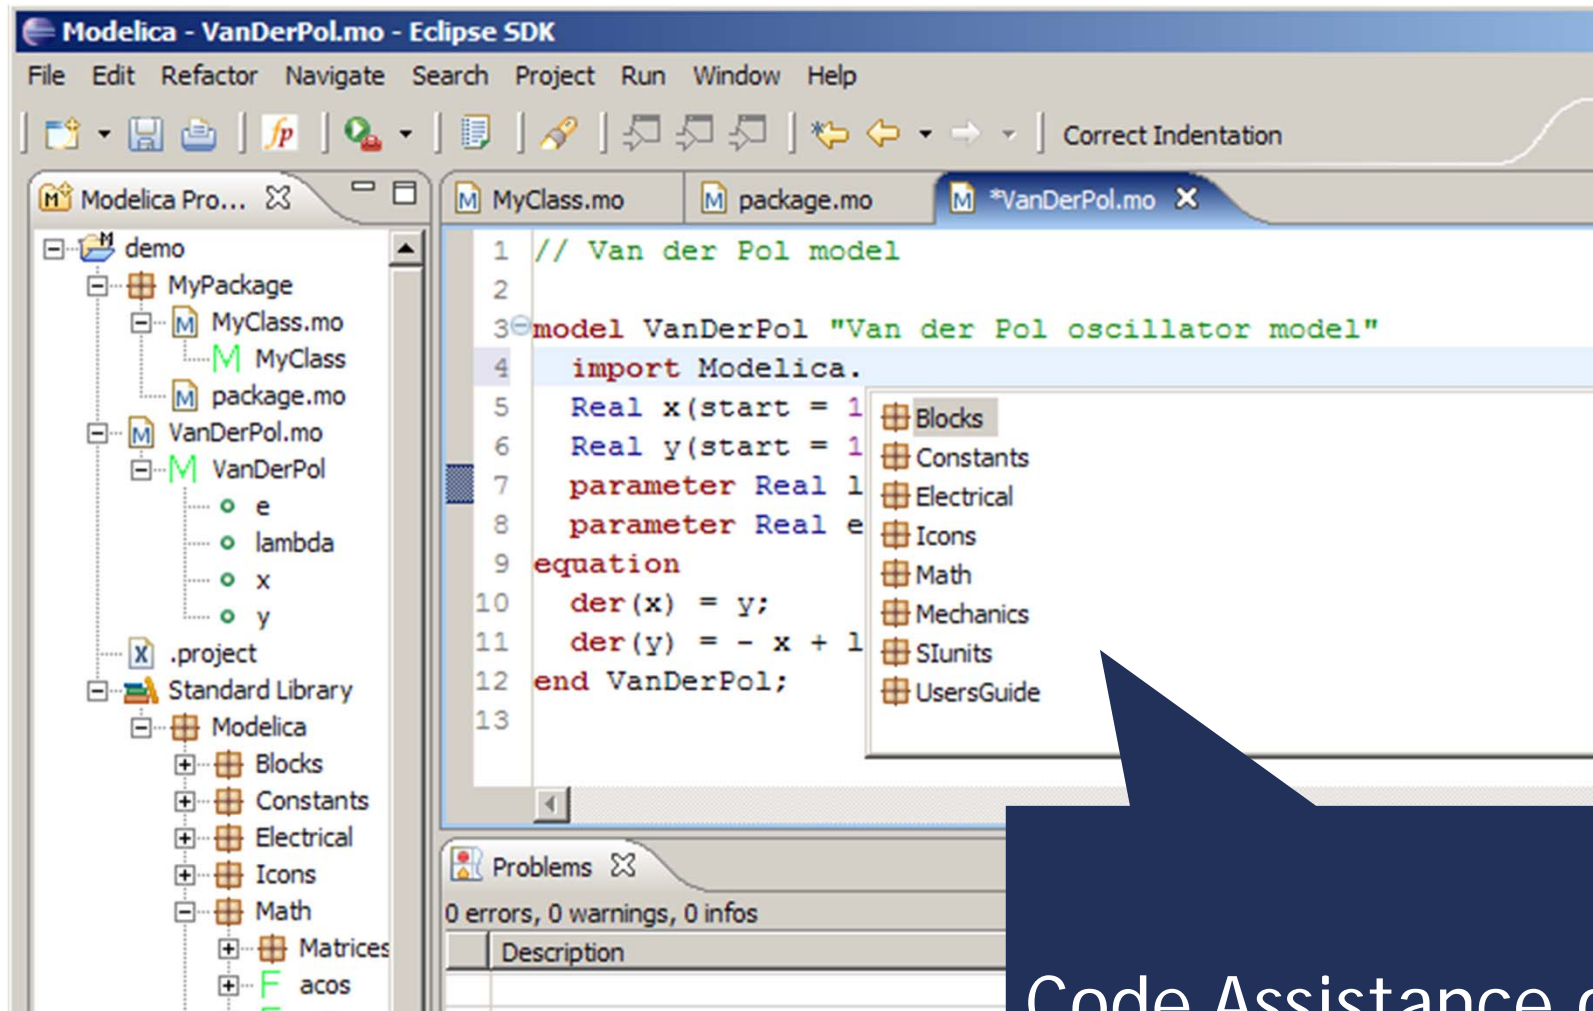 Modelica - VanDerPol.mo - Eclipse SDK
File Edit Refactor Navigate Search Project Run Window Help
fp Correct Indentation
Modelica Pro...
demo
MyPackage
MyClass.mo
MyClass
package.mo
VanDerPol.mo
VanDerPol
e
lambda
x
y
.project
Standard Library
Modelica
Blocks
Constants
Electrical
Icons
Math
Matrices
acos
MyClass.mo package.mo *VanDerPol.mo
1 // Van der Pol model
2
3 model VanDerPol "Van der Pol oscillator model"
4 import Modelica.
5 Real x(start = 1
6 Real y(start = 1
7 parameter Real l
8 parameter Real e
9 equation
10 der(x) = y;
11 der(y) = - x + l
12 end VanDerPol;
13
Blocks
Constants
Electrical
Icons
Math
Mechanics
SIunits
UsersGuide
Problems
0 errors, 0 warnings, 0 infos
Description
Code Assistance